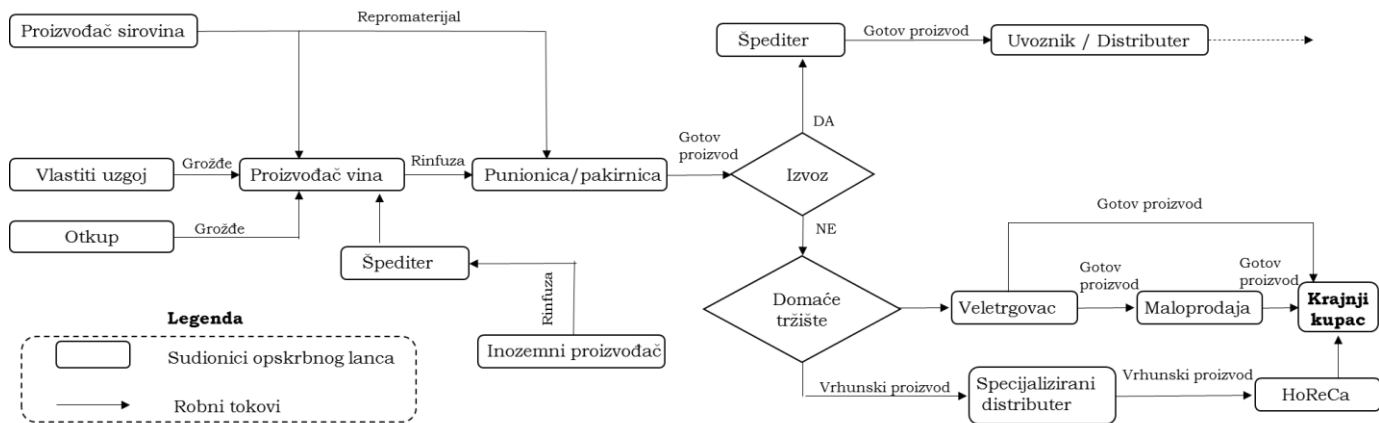 Repromaterijal
Proizvođač sirovina
Špediter
Gotov proizvod
Uvoznik / Distributer
DA
Gotov
proizvod
Vlastiti uzgoj
Grožđe
Proizvođač vina
Rinfuza
Punionica/pakirnica
Izvoz
Otkup
Grožđe
NE
Gotov proizvod
Špediter
Rinfuza
Inozemni proizvođač
Domaće
tržište
Veletrgovac
Gotov
proizvod
Maloprodaja
Gotov
proizvod
Krajnji
kupac
Vrhunski proizvod
Specijalizirani
distributer
Vrhunski proizvod
HoReCa
Legenda
Sudionici opskrbnog lanca
Robni tokovi